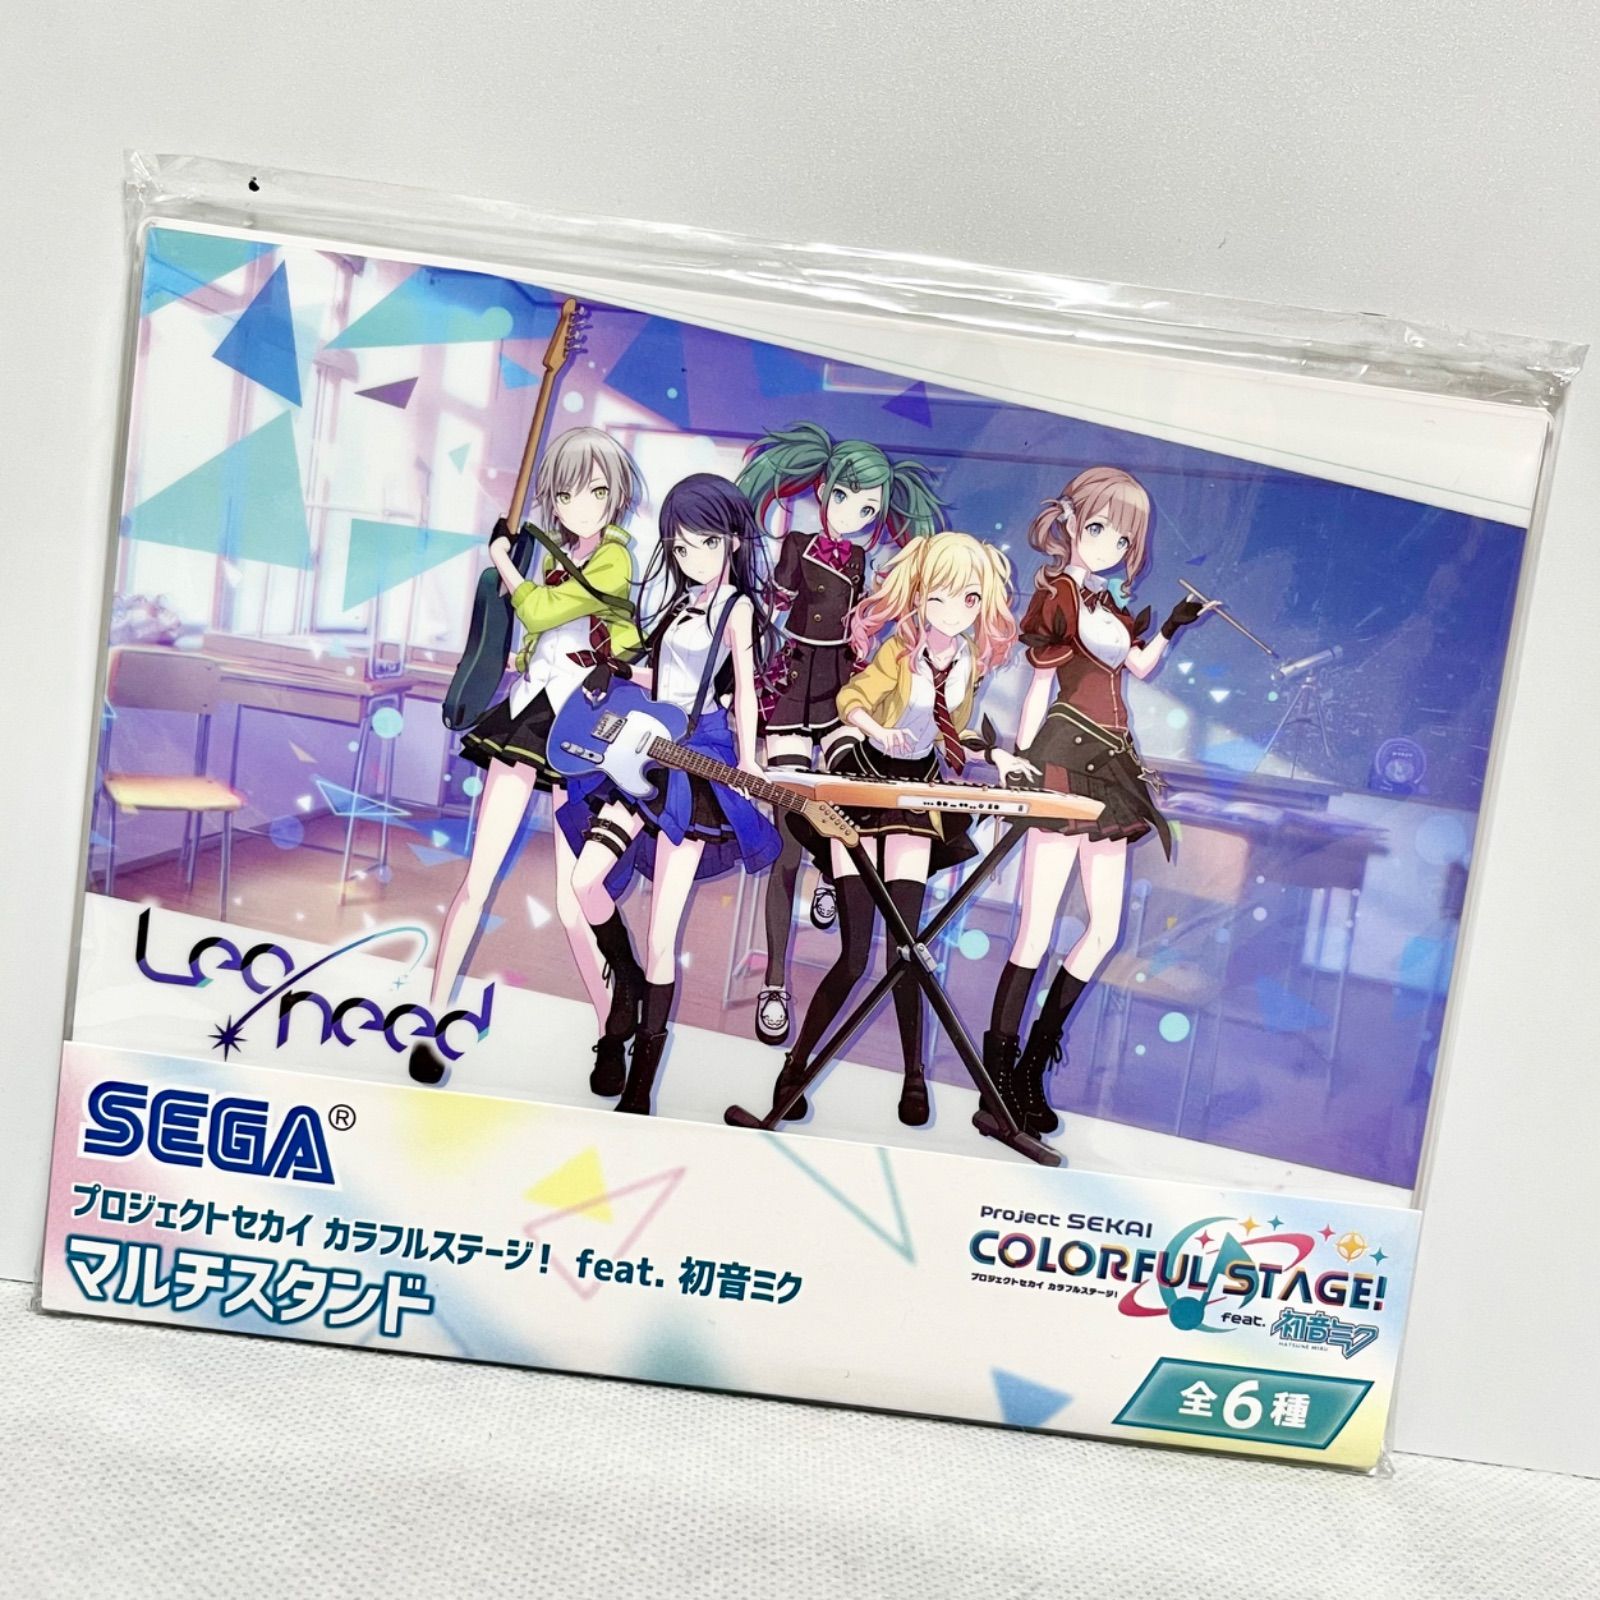 Leo/need
SEGA®
プロジェクトセカイ カラフルステージ! feat. 初音ミク
マルチスタンド
Project SEKAI
COLORFUL STAGE!
プロジェクトセカイ カラフルステージ!
feat. 初音ミク
HATSUNE MIKU
全6種